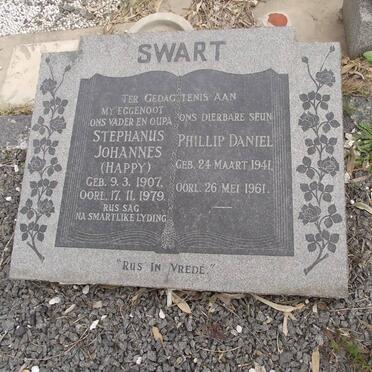 SWART
TER GEDAGTENIS AAN
MY EGGENOOT
ONS VADER EN OUPA
STEPHANUS
JOHANNES
(HAPPY)
GEB. 9. 3. 1907.
OORL. 17. 11. 1979.
RUS SAG
NA SMARTLIKE LYDING
ONS DIERBARE SEUN
PHILLIP DANIEL
GEB. 24 MAART 1941.
OORL. 26 MEI 1961.
"RUS IN VREDE."